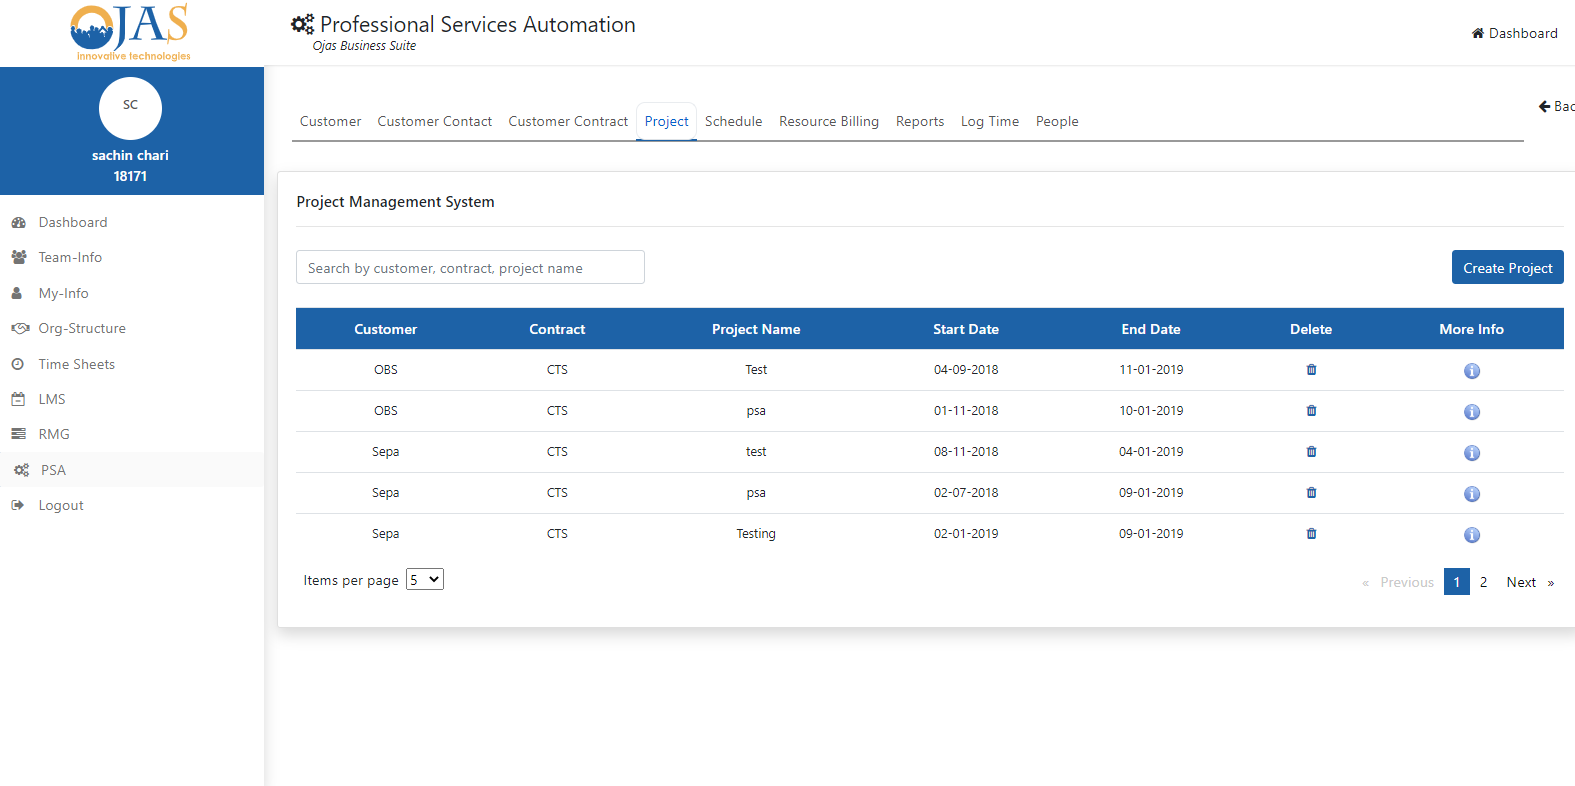 OJAS
innovative technologies
Professional Services Automation
Ojas Business Suite
Dashboard
SC
sachin chari
18171
Dashboard
Team-Info
My-Info
Org-Structure
Time Sheets
LMS
RMG
PSA
Logout
Bac
Customer Customer Contact Customer Contract Project Schedule Resource Billing Reports Log Time People
Project Management System
Search by customer, contract, project name
Create Project
Customer Contract Project Name Start Date End Date Delete More Info
OBS CTS Test 04-09-2018 11-01-2019
OBS CTS psa 01-11-2018 10-01-2019
Sepa CTS test 08-11-2018 04-01-2019
Sepa CTS psa 02-07-2018 09-01-2019
Sepa CTS Testing 02-01-2019 09-01-2019
Items per page 5
« Previous 1 2 Next »